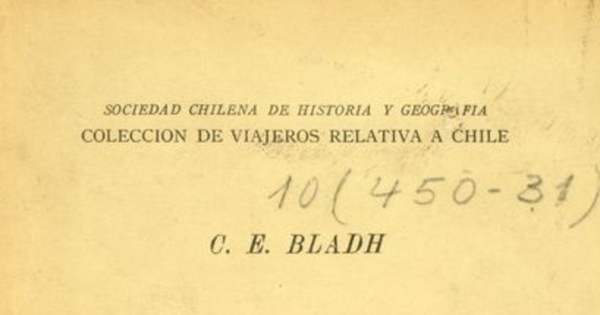 SOCIEDAD CHILENA DE HISTORIA Y GEOGRAFIA
COLECCION DE VIAJEROS RELATIVA A CHILE
10(450-31)
C. E. BLADH